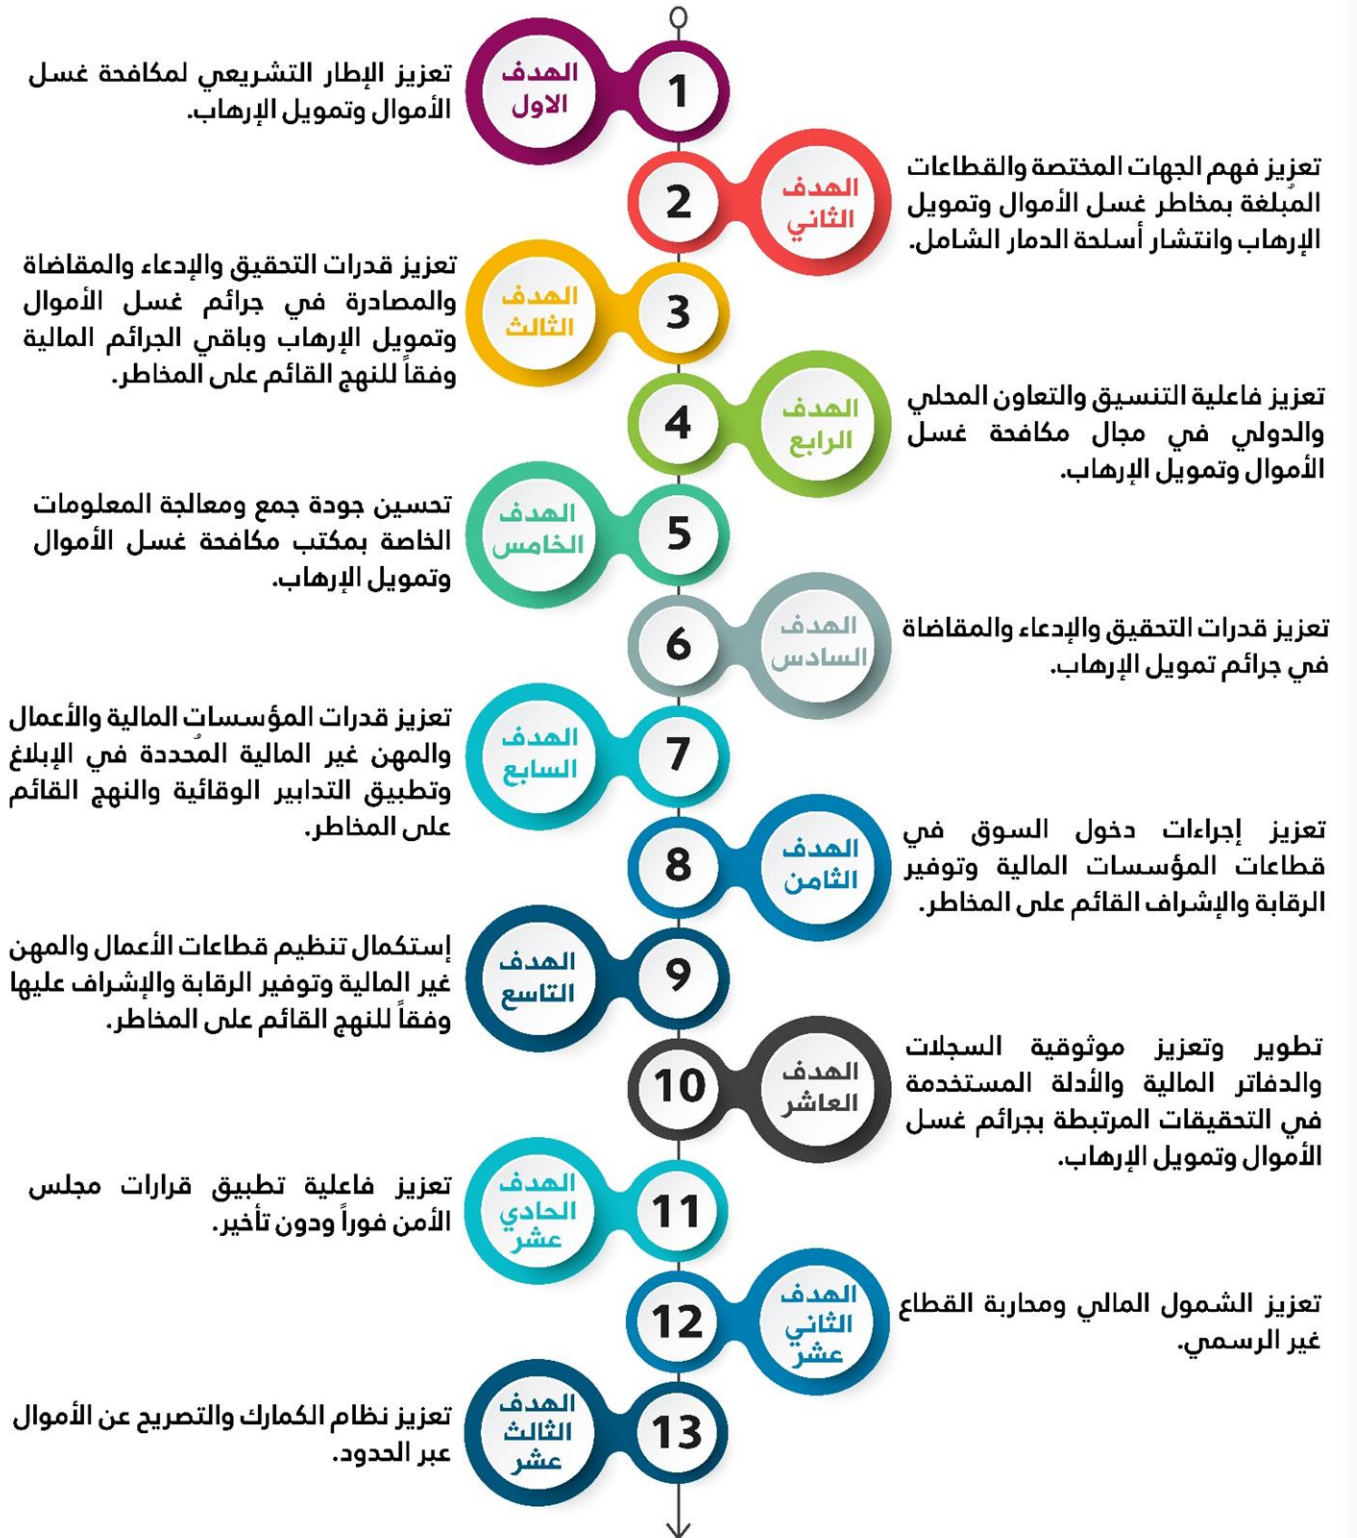 1
الهدف
الاول
تعزيز الإطار التشريعي لمكافحة غسل
الأموال وتمويل الإرهاب.
2
الهدف
الثاني
تعزيز فهم الجهات المختصة والقطاعات
المُبلغة بمخاطر غسل الأموال وتمويل
الإرهاب وانتشار أسلحة الدمار الشامل.
3
الهدف
الثالث
تعزيز قدرات التحقيق والإدعاء والمقاضاة
والمصادرة في جرائم غسل الأموال
وتمويل الإرهاب وباقي الجرائم المالية
وفقاً للنهج القائم على المخاطر.
4
الهدف
الرابع
تعزيز فاعلية التنسيق والتعاون المحلي
والدولي في مجال مكافحة غسل
الأموال وتمويل الإرهاب.
5
الهدف
الخامس
تحسين جودة جمع ومعالجة المعلومات
الخاصة بمكتب مكافحة غسل الأموال
وتمويل الإرهاب.
6
الهدف
السادس
تعزيز قدرات التحقيق والإدعاء والمقاضاة
في جرائم تمويل الإرهاب.
7
الهدف
السابع
تعزيز قدرات المؤسسات المالية والأعمال
والمهن غير المالية المُحددة في الإبلاغ
وتطبيق التدابير الوقائية والنهج القائم
على المخاطر.
8
الهدف
الثامن
تعزيز إجراءات دخول السوق في
قطاعات المؤسسات المالية وتوفير
الرقابة والإشراف القائم على المخاطر.
9
الهدف
التاسع
إستكمال تنظيم قطاعات الأعمال والمهن
غير المالية وتوفير الرقابة والإشراف عليها
وفقاً للنهج القائم على المخاطر.
10
الهدف
العاشر
تطوير وتعزيز موثوقية السجلات
والدفاتر المالية والأدلة المستخدمة
في التحقيقات المرتبطة بجرائم غسل
الأموال وتمويل الإرهاب.
11
الهدف
الحادي
عشر
تعزيز فاعلية تطبيق قرارات مجلس
الأمن فوراً ودون تأخير.
12
الهدف
الثاني
عشر
تعزيز الشمول المالي ومحاربة القطاع
غير الرسمي.
13
الهدف
الثالث
عشر
تعزيز نظام الكمارك والتصريح عن الأموال
عبر الحدود.